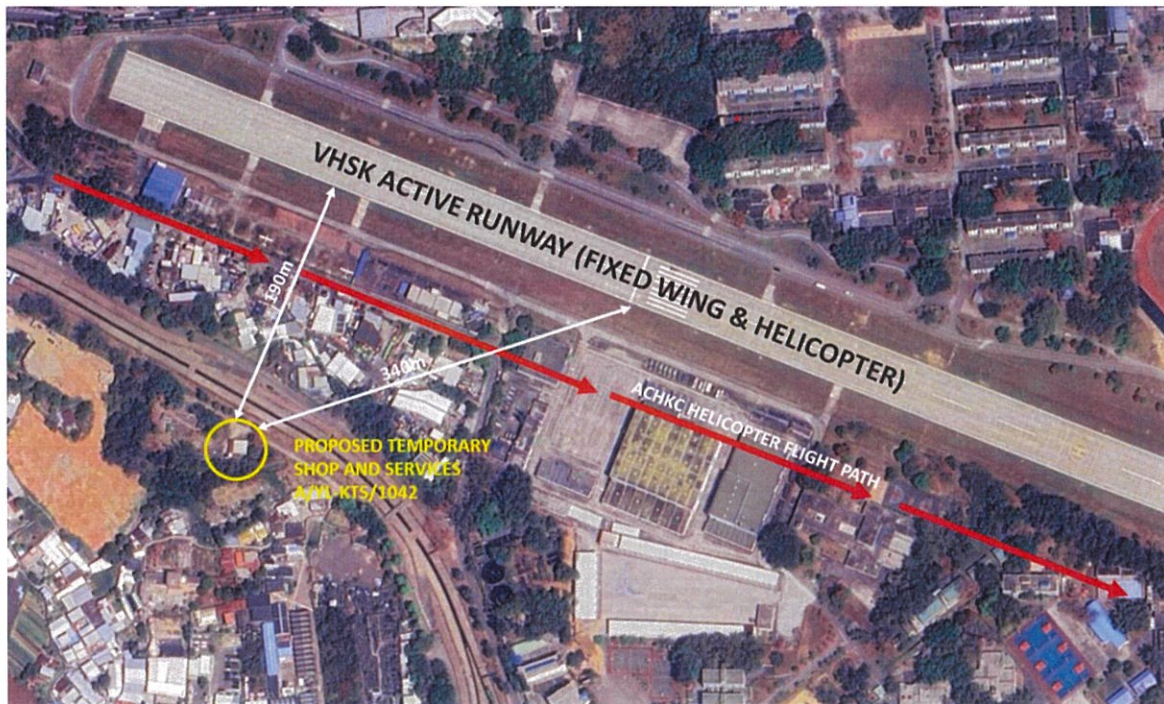 VHSK ACTIVE RUNWAY (FIXED WING & HELICOPTER)
190m
340m
ACHKC HELICOPTER FLIGHT PATH
PROPOSED TEMPORARY
SHOP AND SERVICES
A/YL-KTS/1042